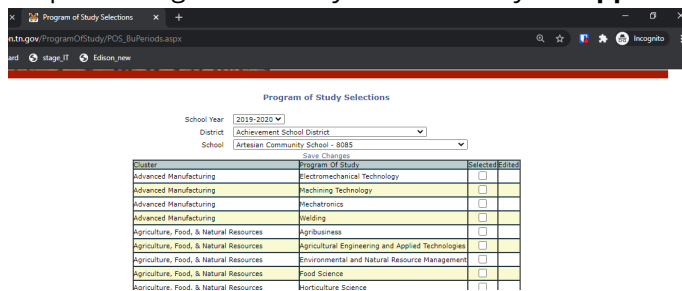 Program of Study Selections × +
n.tn.gov/ProgramOfStudy/POS_BuPeriods.aspx Incognito
ard stage_IT Edison_new
Program of Study Selections
School Year 2019-2020
District Achievement School District
School Artesian Community School - 8085
Save Changes
Cluster Program Of Study Selected Edited
Advanced Manufacturing Electromechanical Technology
Advanced Manufacturing Machining Technology
Advanced Manufacturing Mechatronics
Advanced Manufacturing Welding
Agriculture, Food, & Natural Resources Agribusiness
Agriculture, Food, & Natural Resources Agricultural Engineering and Applied Technologies
Agriculture, Food, & Natural Resources Environmental and Natural Resource Management
Agriculture, Food, & Natural Resources Food Science
Agriculture, Food, & Natural Resources Horticulture Science